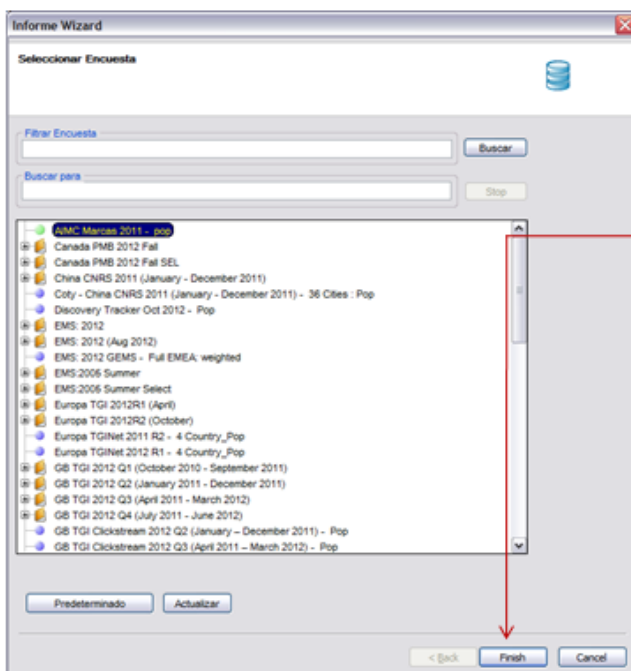 Informe Wizard
Seleccionar Encuesta
Filtrar Encuesta
Buscar
Buscar para
Stop
AIMC Marcas 2011 - pop
Canada PMB 2012 Fall
Canada PMB 2012 Fall SEL
China CNRS 2011 (January - December 2011)
Coty - China CNRS 2011 (January - December 2011) - 36 Cities : Pop
Discovery Tracker Oct 2012 - Pop
EMS: 2012
EMS: 2012 (Aug 2012)
EMS: 2012 GEMS - Full EMEA: weighted
EMS:2006 Summer
EMS:2006 Summer Select
Europa TGI 2012R1 (April)
Europa TGI 2012R2 (October)
Europa TGINet 2011 R2 - 4 Country_Pop
Europa TGINet 2012 R1 - 4 Country_Pop
GB TGI 2012 Q1 (October 2010 - September 2011)
GB TGI 2012 Q2 (January 2011 - December 2011)
GB TGI 2012 Q3 (April 2011 - March 2012)
GB TGI 2012 Q4 (July 2011 - June 2012)
GB TGI Clickstream 2012 Q2 (January – December 2011) - Pop
GB TGI Clickstream 2012 Q3 (April 2011 – March 2012) - Pop
Predeterminado
Actualizar
< Back
Finish
Cancel